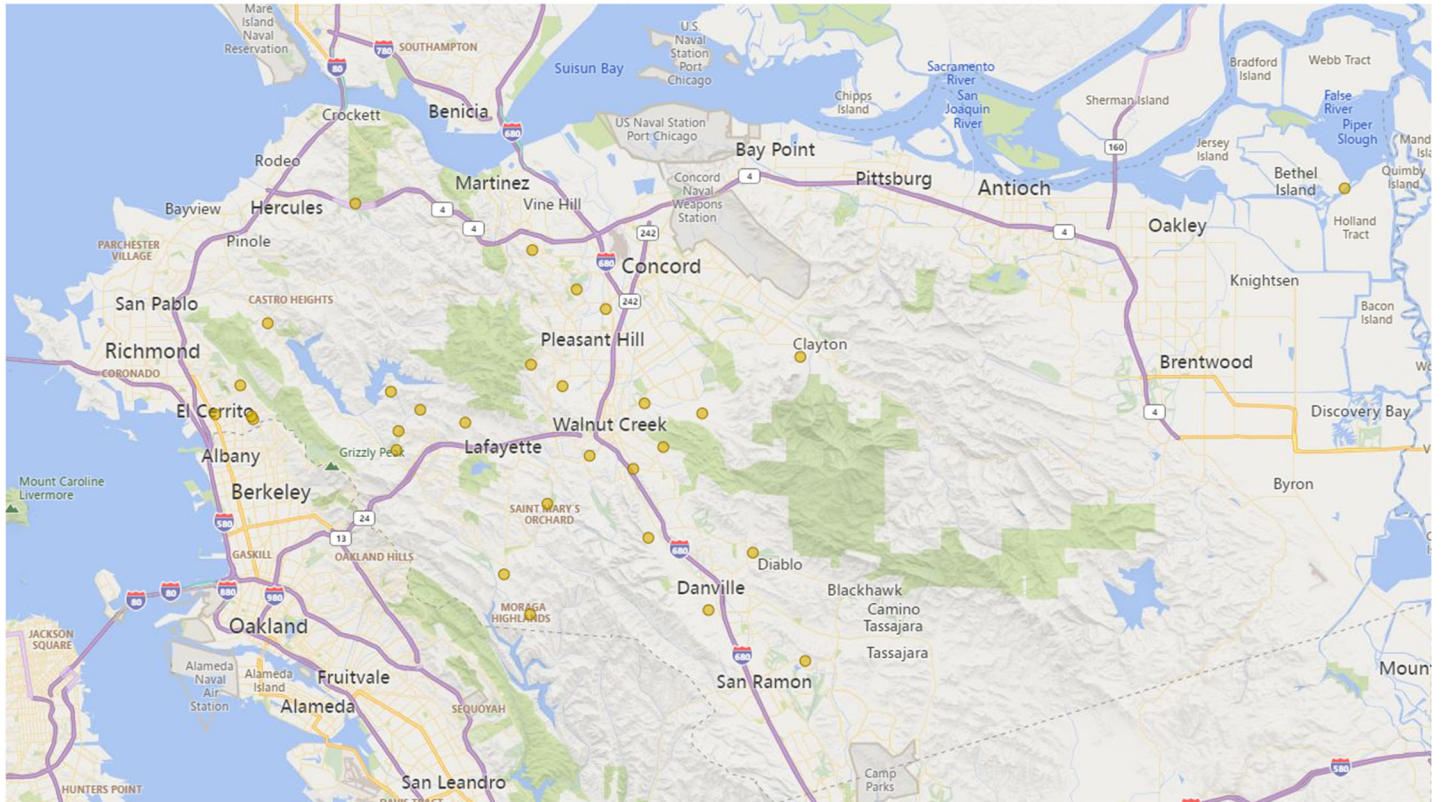 Mare
Island
Naval
Reservation
SOUTHAMPTON
780
80
U.S.
Naval
Station
Port
Chicago
Suisun Bay
Sacramento
River
San
Joaquin
River
Chipps
Island
Bradford
Island
Webb Tract
Sherman Island
False
River
Piper
Slough
Crockett
Benicia
680
US Naval Station
Port Chicago
Bay Point
160
Jersey
Island
Quimby
Island
Rodeo
Martinez
Vine Hill
Concord
Naval
Weapons
Station
4
Pittsburg
Antioch
Bethel
Island
Bayview
Hercules
4
4
242
4
Oakley
Holland
Tract
PARCHESTER
VILLAGE
Pinole
680
Concord
Knightsen
San Pablo
CASTRO HEIGHTS
242
Bacon
Island
Richmond
Pleasant Hill
Clayton
Brentwood
CORONADO
El Cerrito
4
Discovery Bay
Walnut Creek
Albany
Grizzly Peak
Lafayette
Mount Caroline
Livermore
Berkeley
Byron
580
24
SAINT MARY'S
ORCHARD
13
GASKILL
OAKLAND HILLS
680
Diablo
80
80
880
980
Danville
Blackhawk
Camino
Tassajara
MORAGA
HIGHLANDS
JACKSON
SQUARE
Oakland
680
Tassajara
Alameda
Naval
Air
Station
Alameda
Island
Fruitvale
San Ramon
Moun
Alameda
SEQUOYAH
HUNTERS POINT
San Leandro
Camp
Parks
580